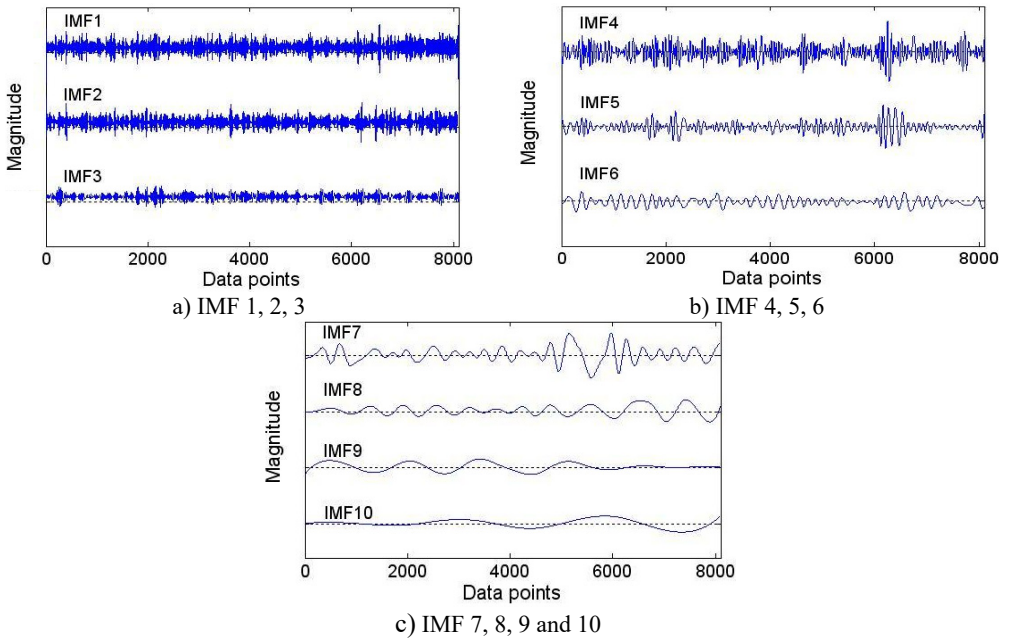 IMF1
IMF2
IMF3
Magnitude
0 2000 4000 6000 8000
Data points
a) IMF 1, 2, 3
IMF4
IMF5
IMF6
Magnitude
0 2000 4000 6000 8000
Data points
b) IMF 4, 5, 6
IMF7
IMF8
IMF9
IMF10
Magnitude
0 2000 4000 6000 8000
Data points
c) IMF 7, 8, 9 and 10